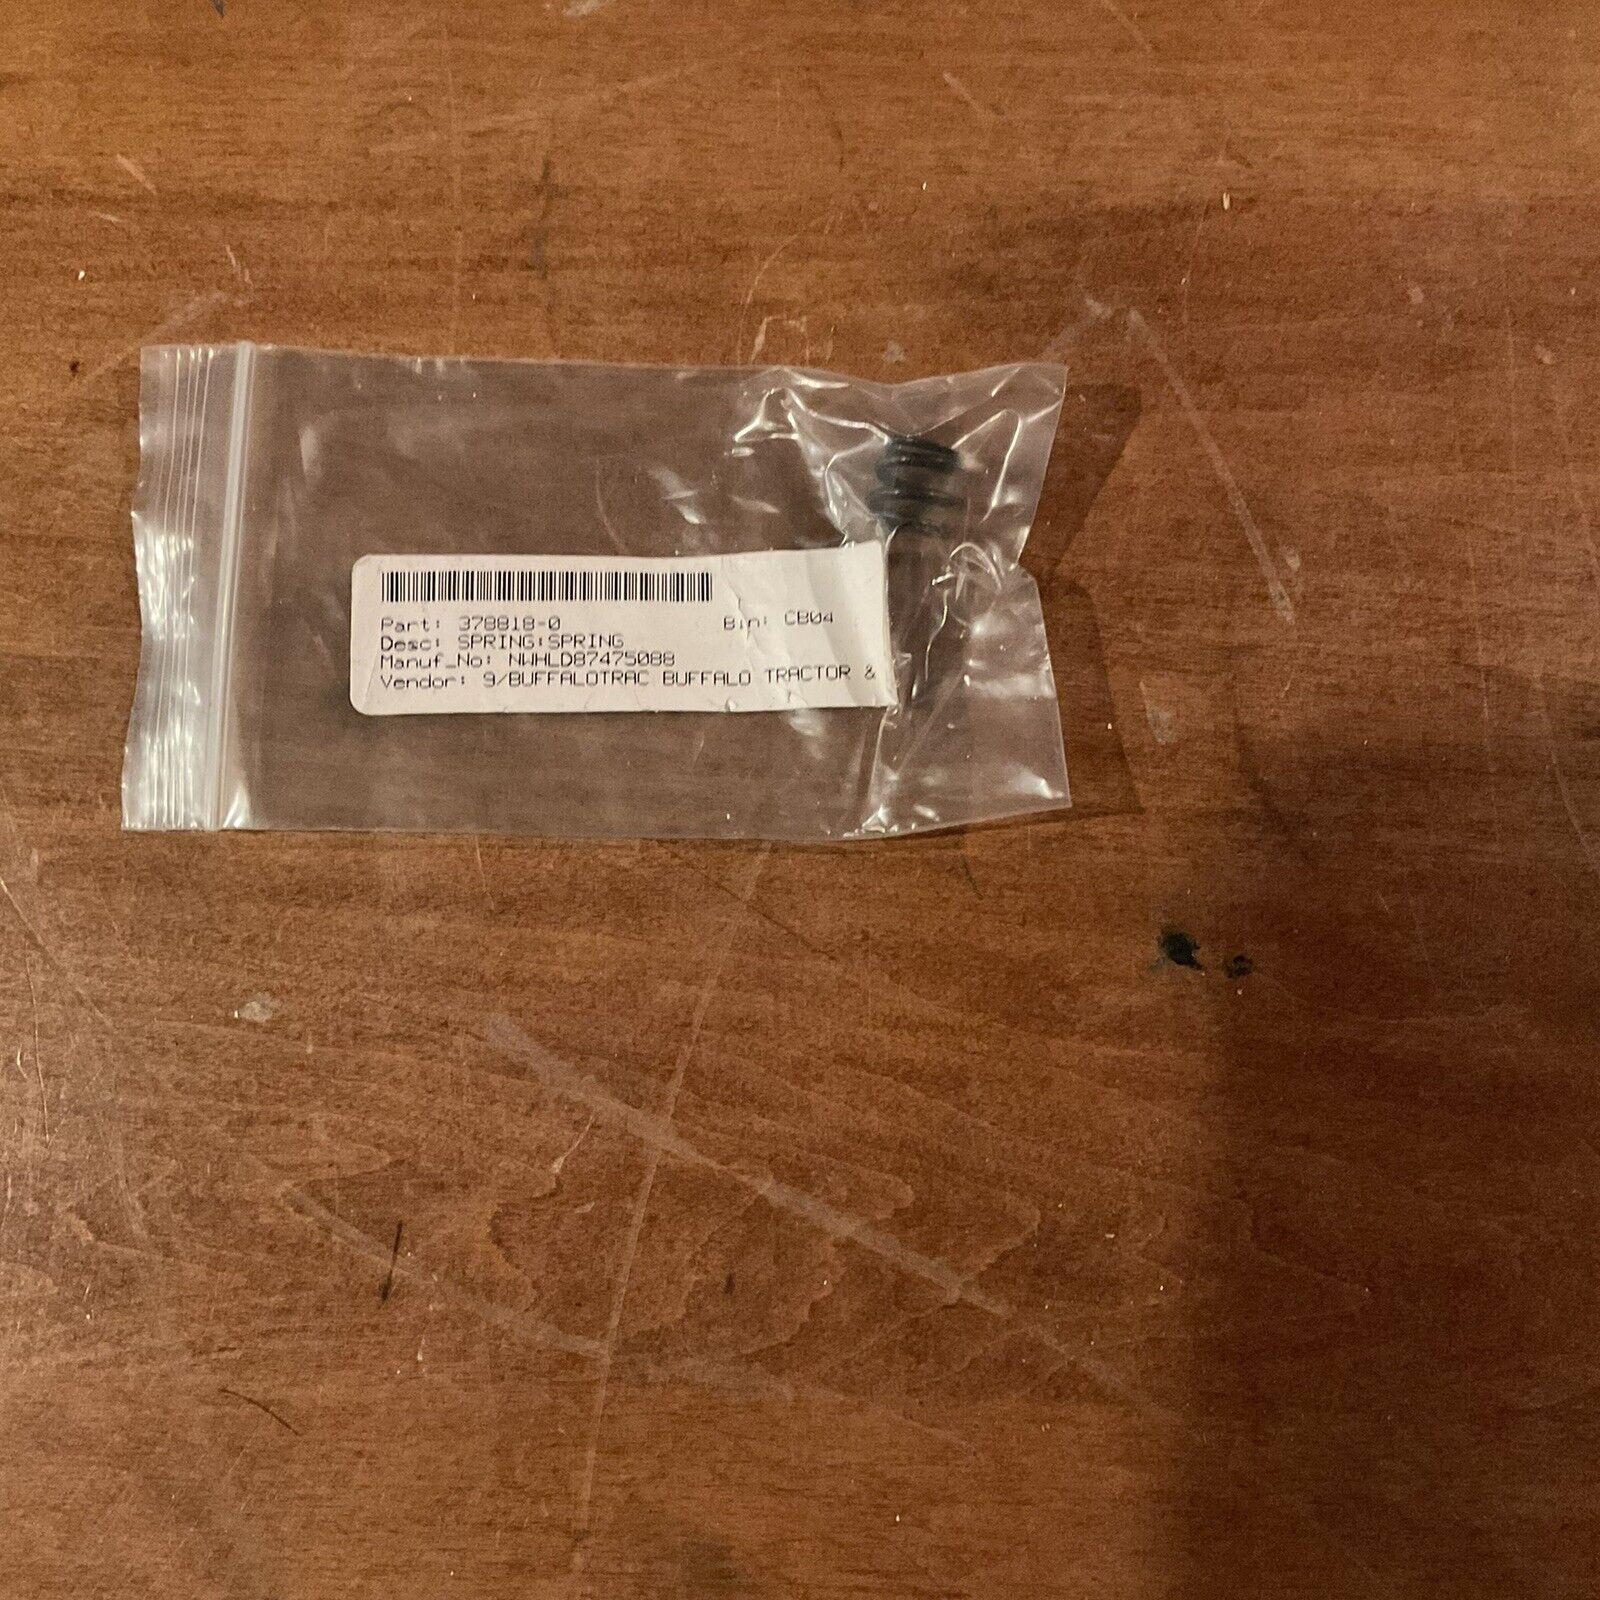 Part: 378818-0 Bin: CB04
Desc: SPRING:SPRING
Manuf_No: NWHLD87475088
Vendor: 9/BUFFALOTRAC BUFFALO TRACTOR &